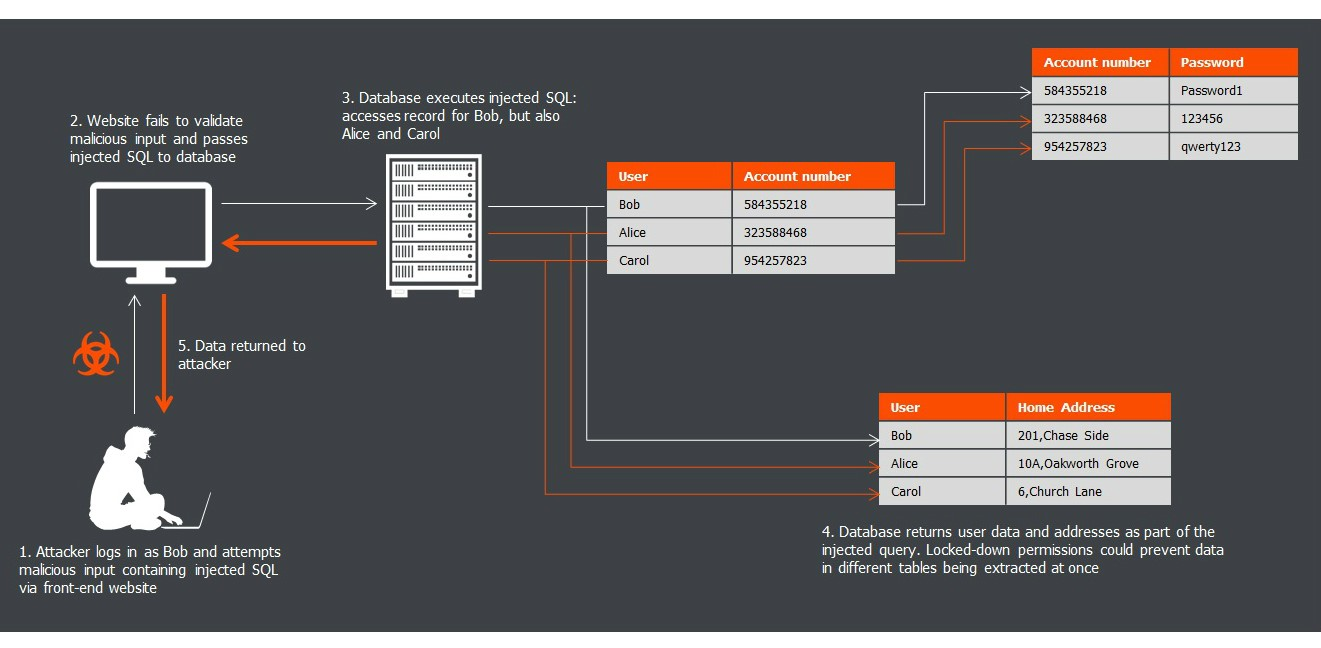 1. Attacker logs in as Bob and attempts
malicious input containing injected SQL
via front-end website
2. Website fails to validate
malicious input and passes
injected SQL to database
3. Database executes injected SQL:
accesses record for Bob, but also
Alice and Carol
User Account number
Bob 584355218
Alice 323588468
Carol 954257823
Account number Password
584355218 Password1
323588468 123456
954257823 qwerty123
User Home Address
Bob 201,Chase Side
Alice 10A,Oakworth Grove
Carol 6,Church Lane
4. Database returns user data and addresses as part of the
injected query. Locked-down permissions could prevent data
in different tables being extracted at once
5. Data returned to
attacker